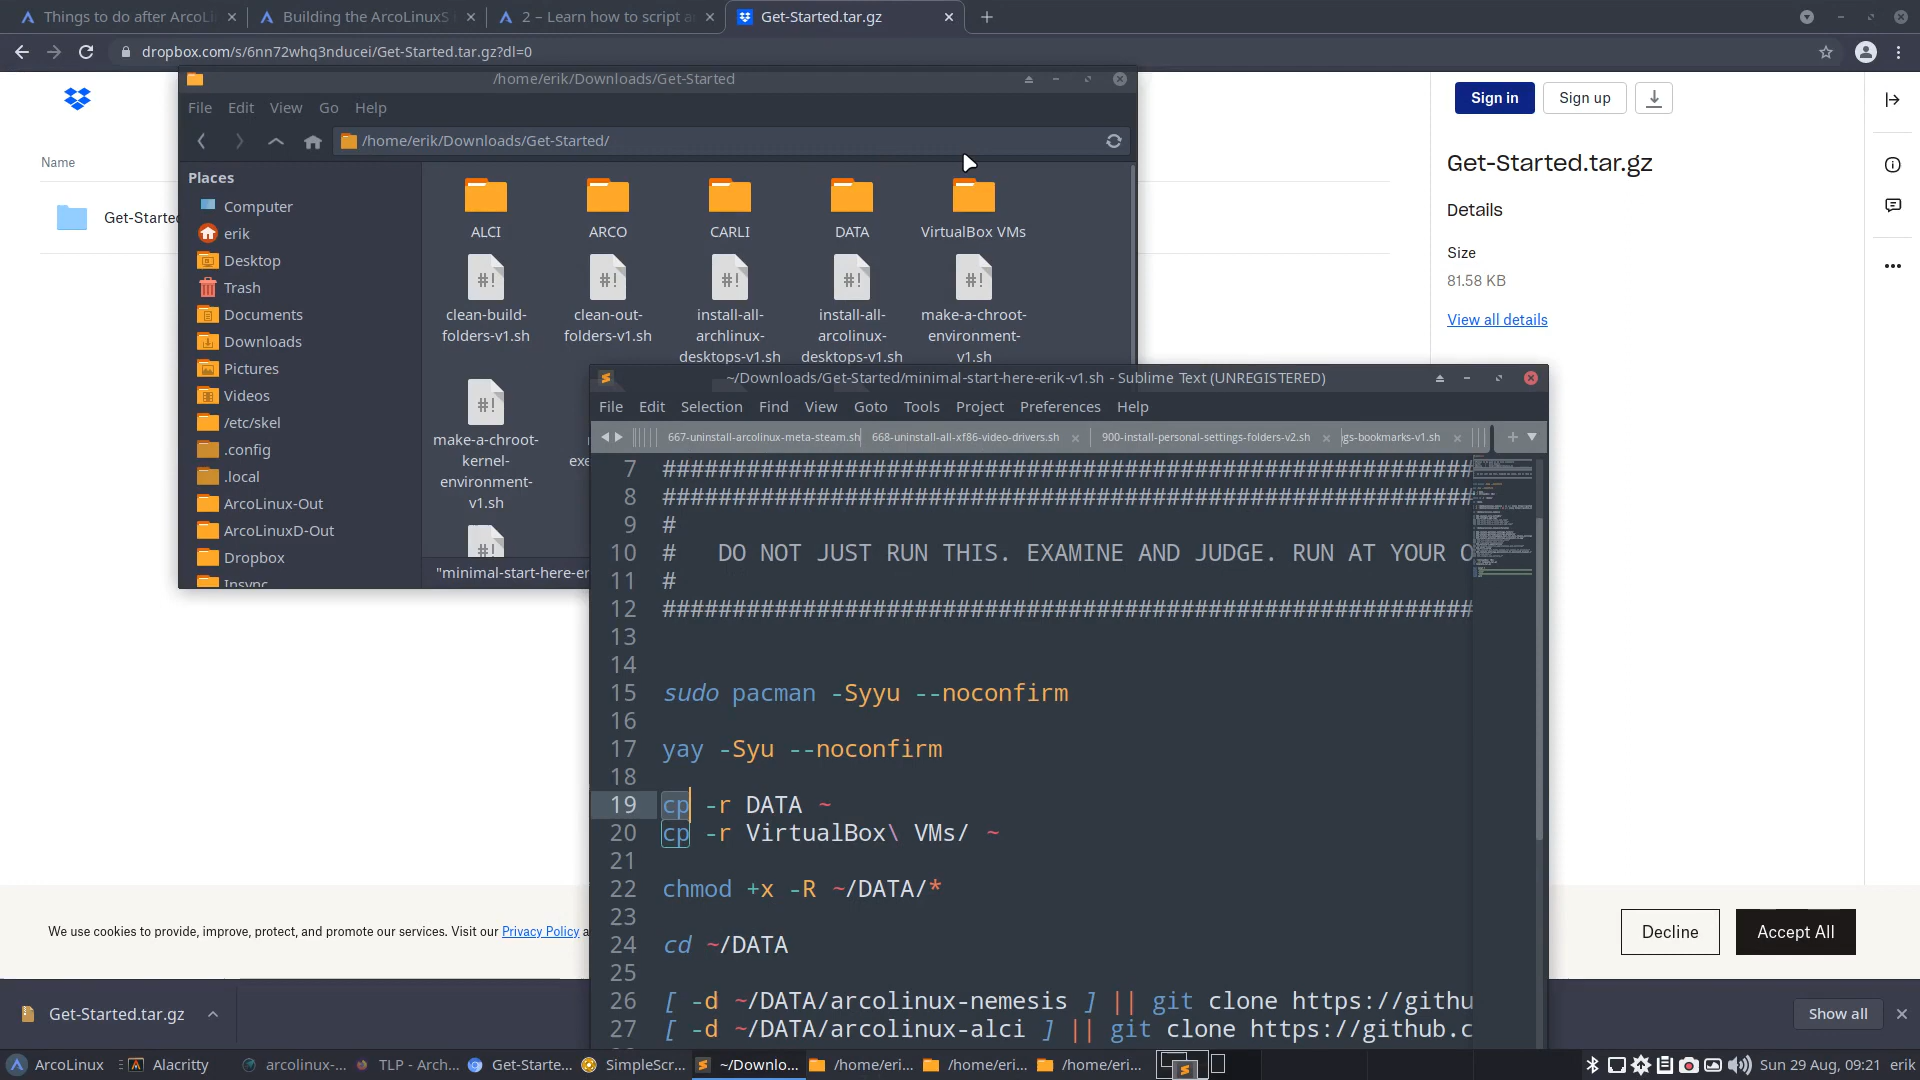 Things to do after ArcoLi
Building the ArcoLinuxS
2 – Learn how to script a
Get-Started.tar.gz
dropbox.com/s/6nn72whq3nducei/Get-Started.tar.gz?dl=0
/home/erik/Downloads/Get-Started
File Edit View Go Help
/home/erik/Downloads/Get-Started/
Sign in
Sign up
Name
Get-Started
Get-Started.tar.gz
Details
Size
81.58 KB
View all details
Places
Computer
erik
Desktop
Trash
Documents
Downloads
Pictures
Videos
/etc/skel
.config
.local
ArcoLinux-Out
ArcoLinuxD-Out
Dropbox
Insync
ALCI
ARCO
CARLI
DATA
VirtualBox VMs
clean-build-
folders-v1.sh
clean-out-
folders-v1.sh
install-all-
archlinux-
desktops-v1.sh
install-all-
arcolinux-
desktops-v1.sh
make-a-chroot-
environment-
v1.sh
make-a-chroot-
kernel-
environment-
v1.sh
"minimal-start-here-er
~/Downloads/Get-Started/minimal-start-here-erik-v1.sh - Sublime Text (UNREGISTERED)
File Edit Selection Find View Goto Tools Project Preferences Help
667-uninstall-arcolinux-meta-steam.sh
668-uninstall-all-xf86-video-drivers.sh
900-install-personal-settings-folders-v2.sh
gs-bookmarks-v1.sh
7 ##########################################################
8 ##########################################################
9 #
10 #   DO NOT JUST RUN THIS. EXAMINE AND JUDGE. RUN AT YOUR O
11 #
12 ##########################################################
13
14
15 sudo pacman -Syyu --noconfirm
16
17 yay -Syu --noconfirm
18
19 cp -r DATA ~
20 cp -r VirtualBox\ VMs/ ~
21
22 chmod +x -R ~/DATA/*
23
24 cd ~/DATA
25
26 [ -d ~/DATA/arcolinux-nemesis ] || git clone https://githu
27 [ -d ~/DATA/arcolinux-alci ] || git clone https://github.c
We use cookies to provide, improve, protect, and promote our services. Visit our Privacy Policy a
Decline
Accept All
Get-Started.tar.gz
Show all
ArcoLinux
Alacritty
arcolinux-...
TLP - Arch...
Get-Starte...
SimpleScr...
~/Downlo...
/home/eri...
/home/eri...
/home/eri...
Sun 29 Aug, 09:21
erik